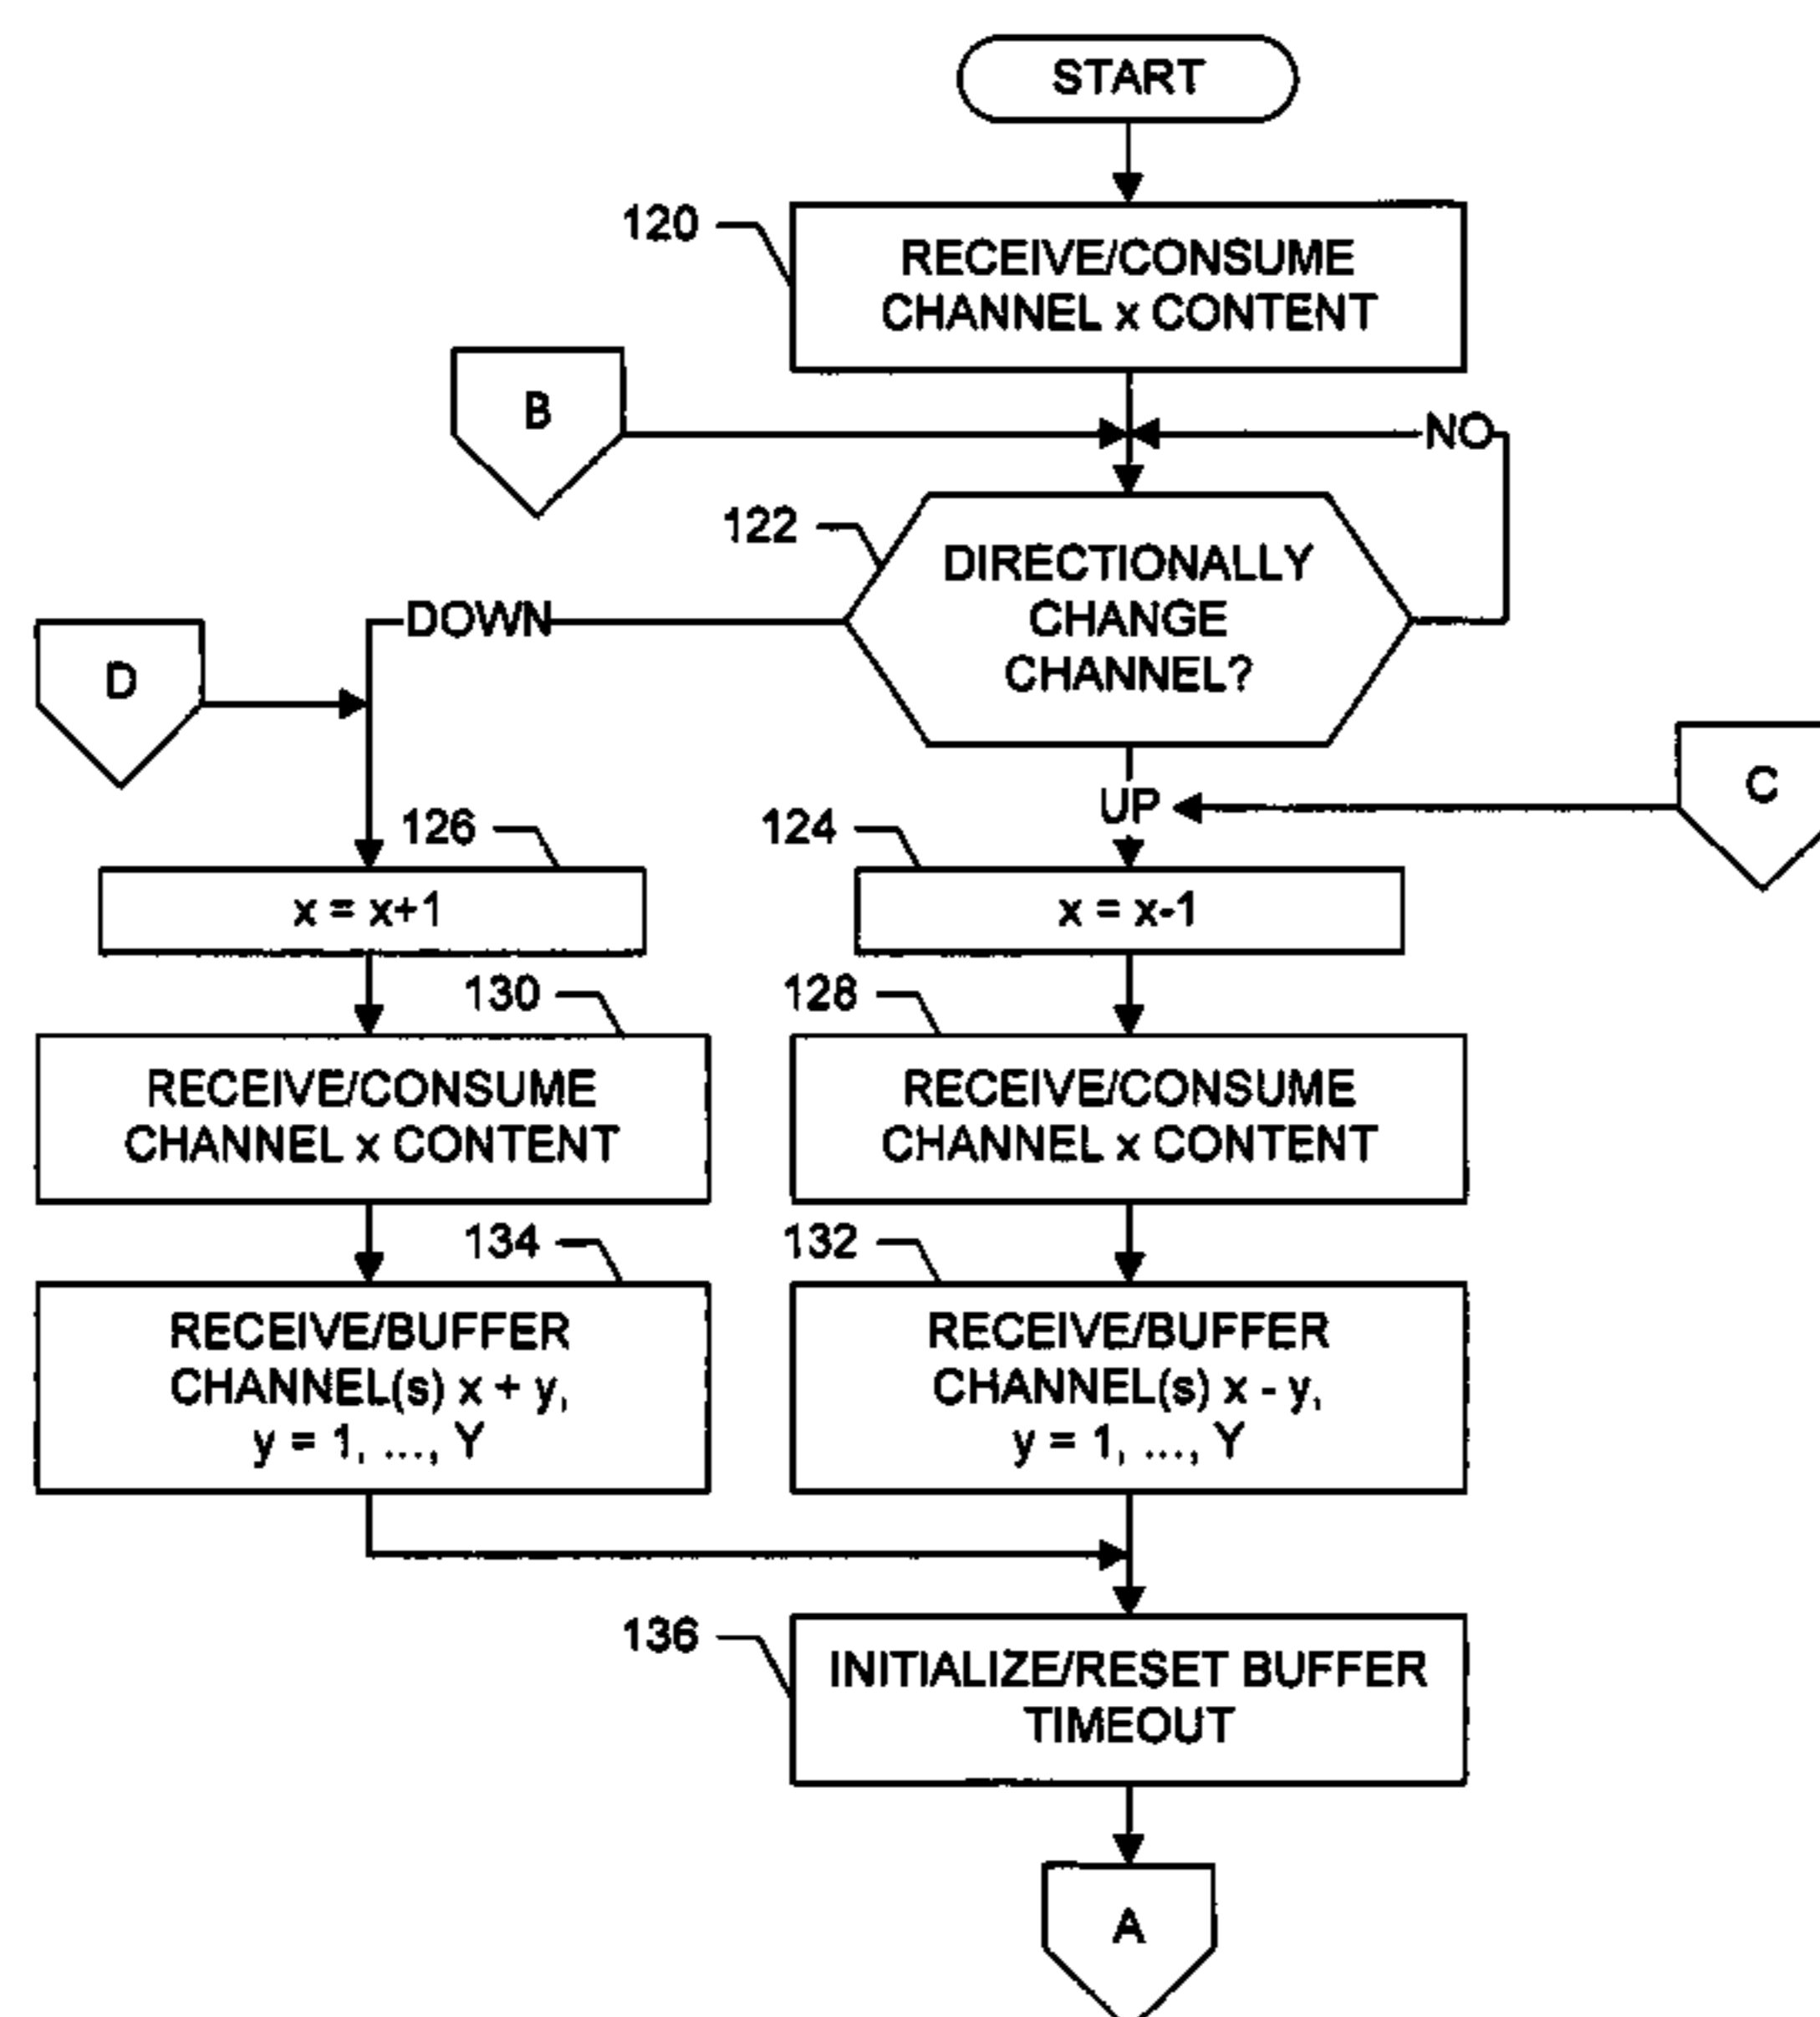 START
120
RECEIVE/CONSUME
CHANNEL x CONTENT
B
NO
122
DIRECTIONALLY
CHANGE
CHANNEL?
DOWN
D
UP
C
126
x = x+1
124
x = x-1
130
RECEIVE/CONSUME
CHANNEL x CONTENT
128
RECEIVE/CONSUME
CHANNEL x CONTENT
134
RECEIVE/BUFFER
CHANNEL(s) x + y,
y = 1, ..., Y
132
RECEIVE/BUFFER
CHANNEL(s) x - y,
y = 1, ..., Y
136
INITIALIZE/RESET BUFFER
TIMEOUT
A